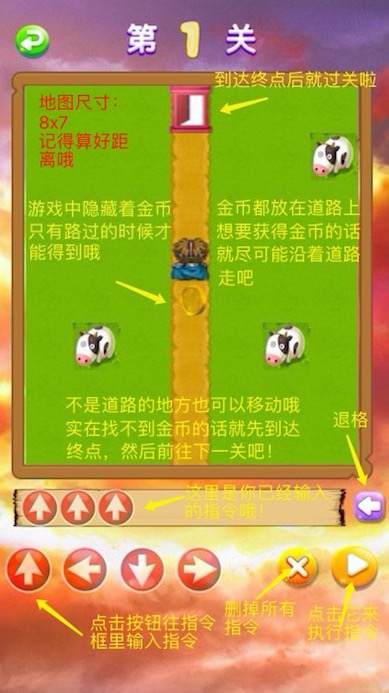 第1关
到达终点后就过关啦
地图尺寸：
8x7
记得算好距
离哦
游戏中隐藏着金币
只有路过的时候才
能得到哦
金币都放在道路上
想要获得金币的话
就尽可能沿着道路
走吧
不是道路的地方也可以移动哦
实在找不到金币的话就先到达
终点，然后前往下一关吧！
退格
这里是你已经输入
的指令哦！
点击按钮往指令
框里输入指令
删掉所有
指令
点击它来
执行指令